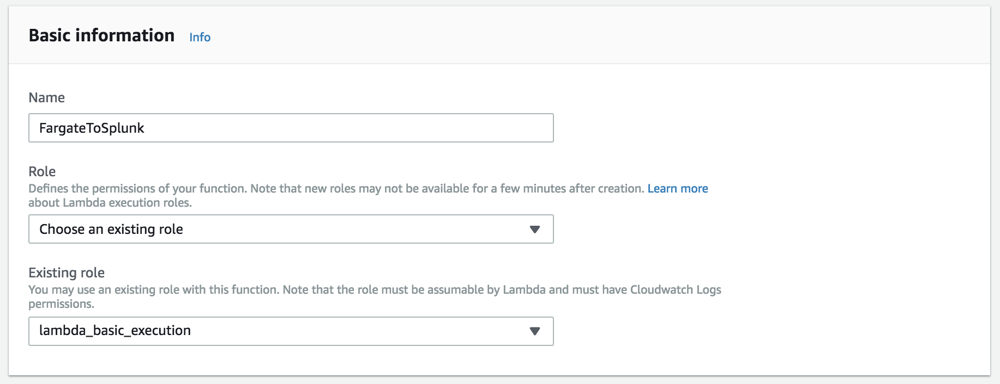 Basic information Info
Name
FargateToSplunk
Role
Defines the permissions of your function. Note that new roles may not be available for a few minutes after creation. Learn more
about Lambda execution roles.
Choose an existing role
Existing role
You may use an existing role with this function. Note that the role must be assumable by Lambda and must have Cloudwatch Logs
permissions.
lambda_basic_execution